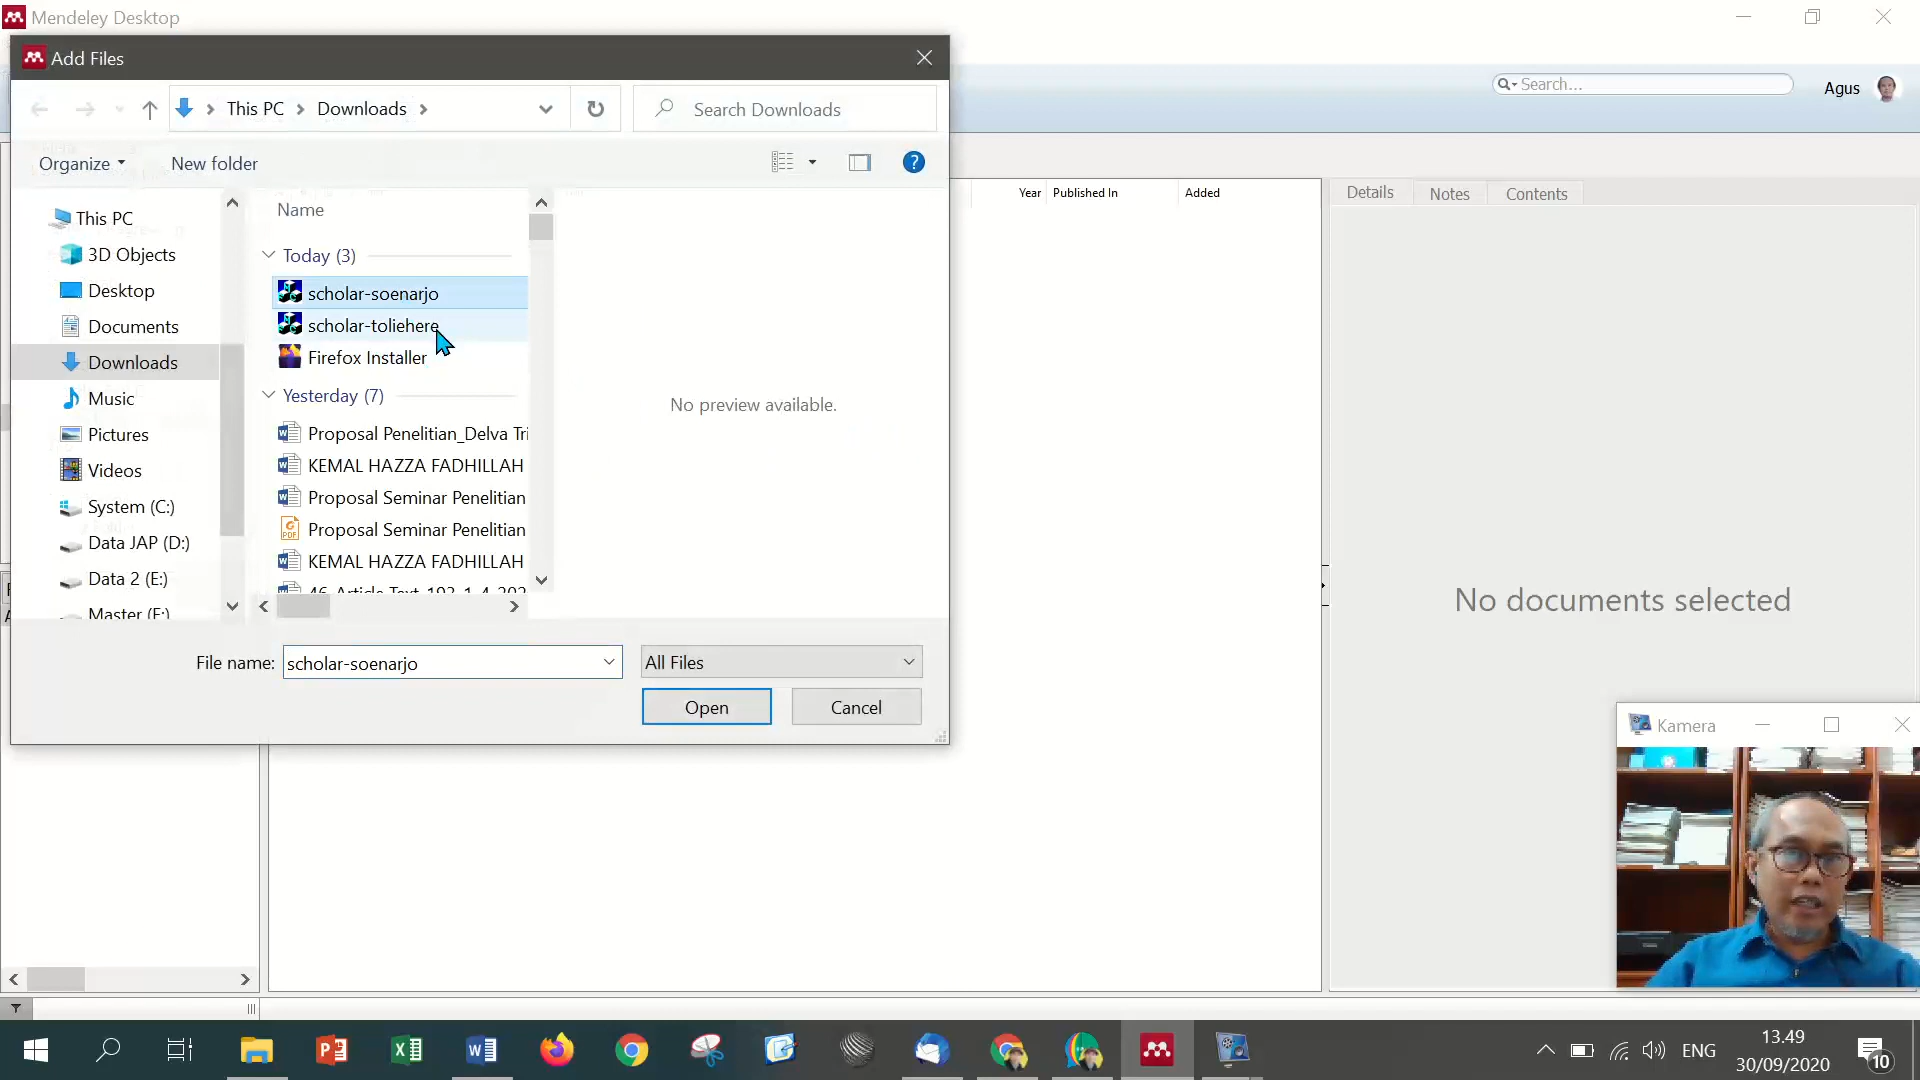 Mendeley Desktop
Add Files
This PC > Downloads >
Search Downloads
Search...
Agus
Organize
New folder
This PC
3D Objects
Desktop
Documents
Downloads
Music
Pictures
Videos
System (C:)
Data JAP (D:)
Data 2 (E:)
Master (F:)
Name
Today (3)
scholar-soenarjo
scholar-toliehere
Firefox Installer
Yesterday (7)
Proposal Penelitian_Delva Tri
KEMAL HAZZA FADHILLAH
Proposal Seminar Penelitian
Proposal Seminar Penelitian
KEMAL HAZZA FADHILLAH
No preview available.
File name: scholar-soenarjo
All Files
Open
Cancel
Year
Published In
Added
Details
Notes
Contents
No documents selected
Kamera
ENG
13.49
30/09/2020
10